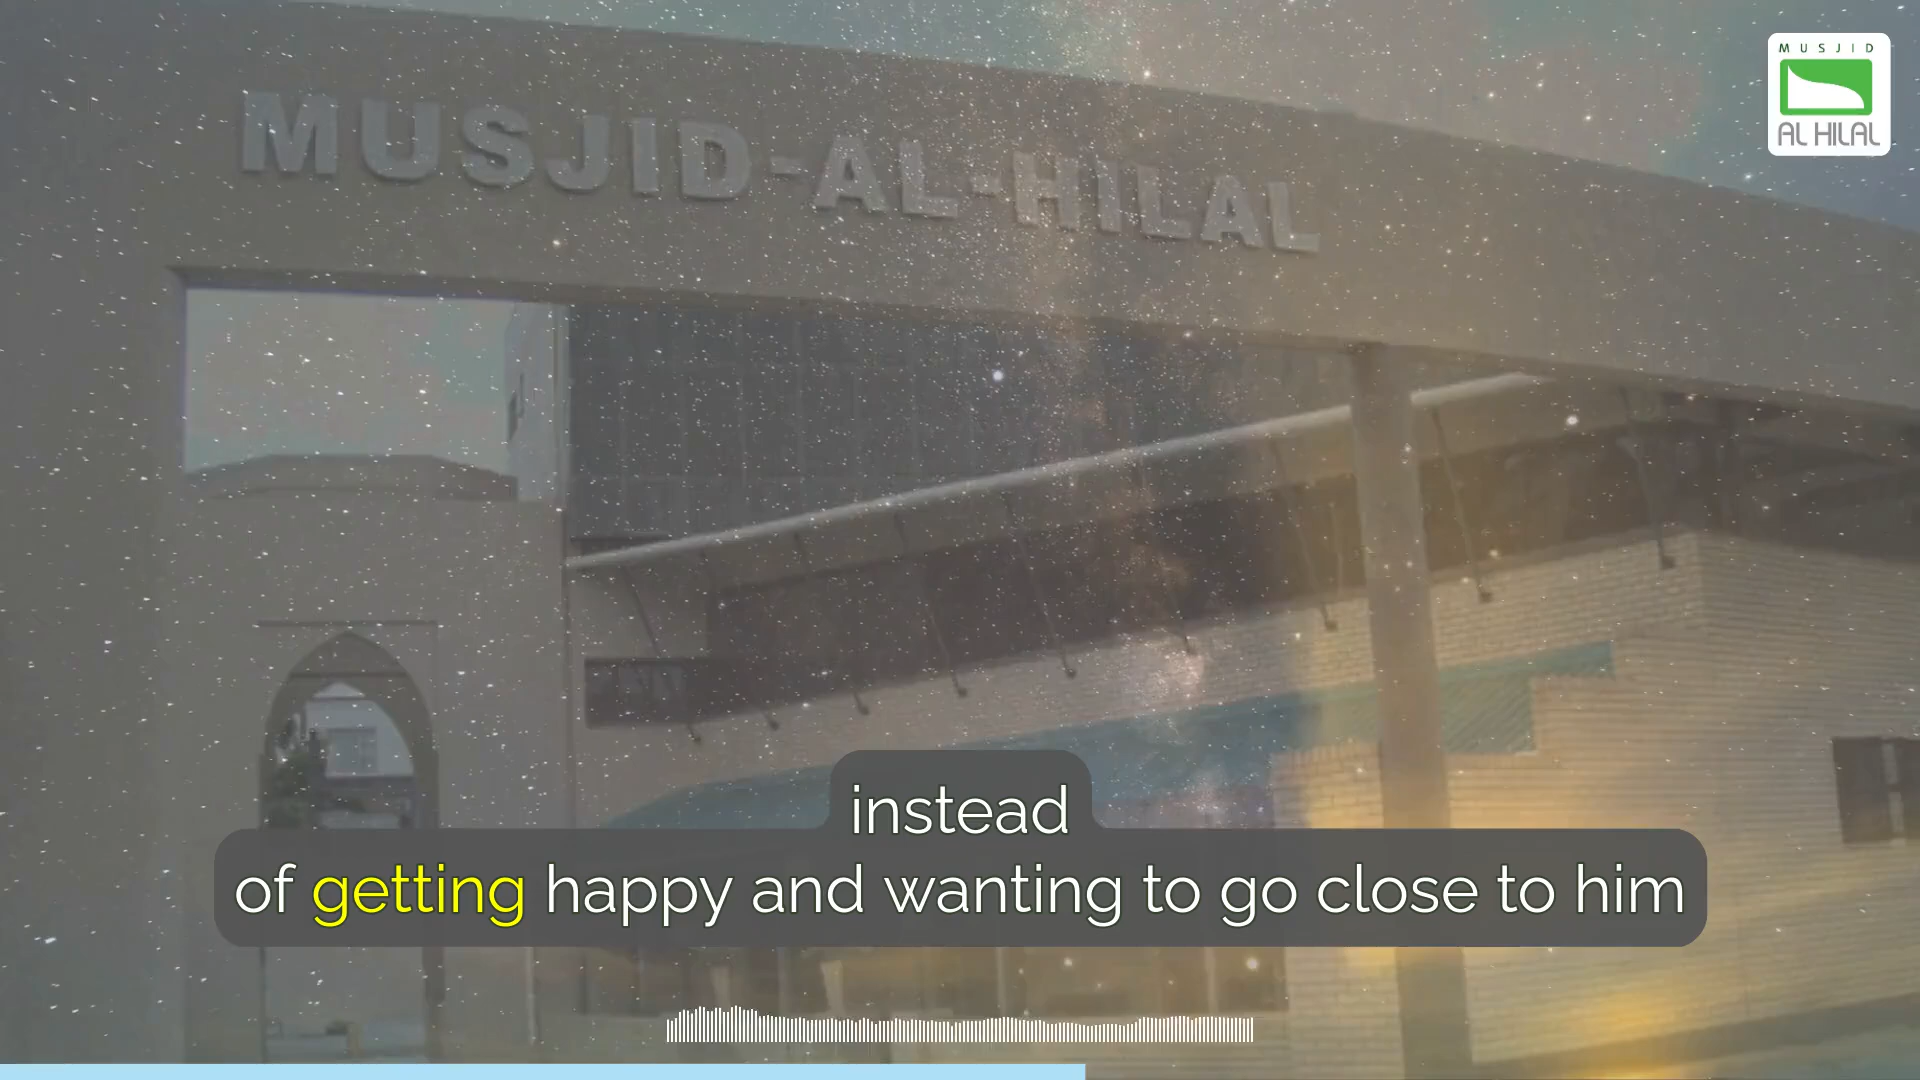 MUSJID-AL-HILAL
MUSJID
AL HILAL
instead
of getting happy and wanting to go close to him